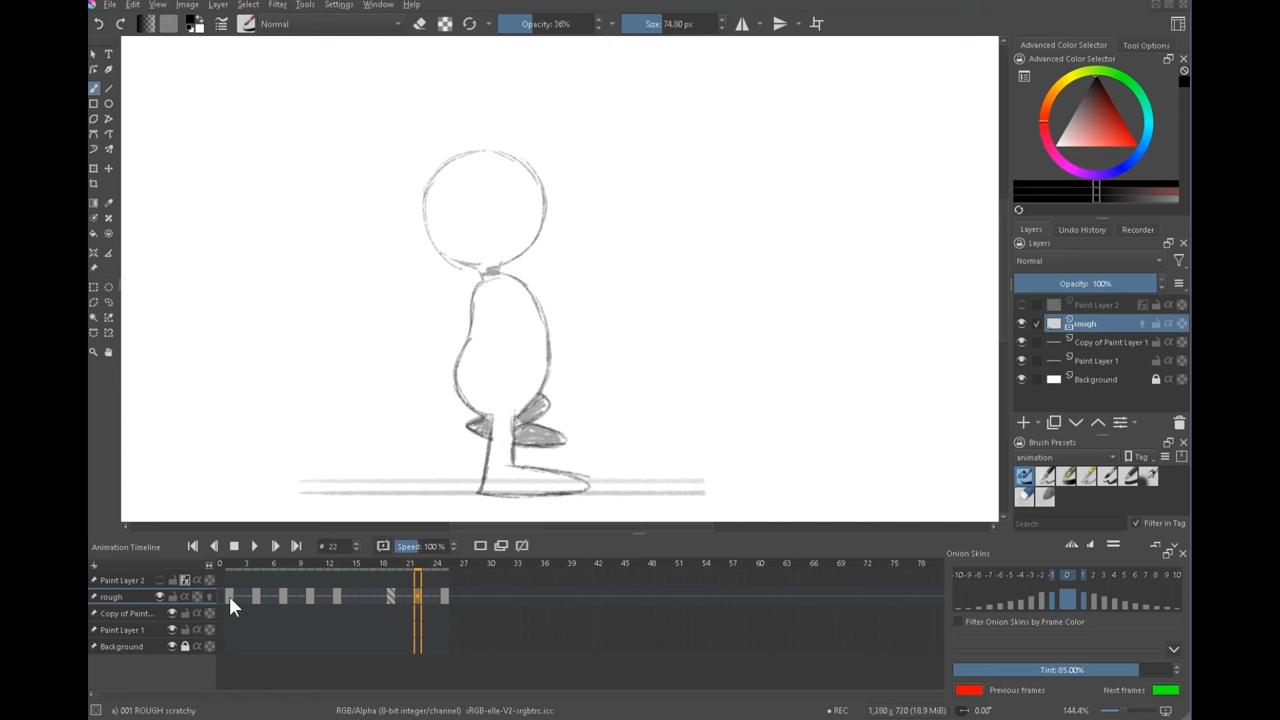 File Edit View Image Layer Select Filter Tools Settings Window Help
Normal Opacity: 36% Size: 74.80 px
Advanced Color Selector Tool Options
Advanced Color Selector
Layers Undo History Recorder
Layers
Normal
Opacity: 100%
Paint Layer 2
rough
Copy of Paint Layer 1
Paint Layer 1
Background
Brush Presets
animation Tag
Search Filter in Tag
Animation Timeline # 22 Speed: 100 %
Onion Skins
0 3 6 9 12 15 18 21 24 27 30 33 36 39 42 45 48 51 54 57 60 63 66 69 72 75 78
-10 -9 -8 -7 -6 -5 -4 -3 -2 -1 0 1 2 3 4 5 6 7 8 9 10
Paint Layer 2
rough
Copy of Paint...
Paint Layer 1
Background
Filter Onion Skins by Frame Color
Tint: 85.00%
Previous frames Next frames
a) 001 ROUGH scratchy RGB/Alpha (8-bit integer/channel) sRGB-elle-V2-srgbtrc.icc REC 1,280 x 720 (18.9 MiB) 0.00° 144.4%